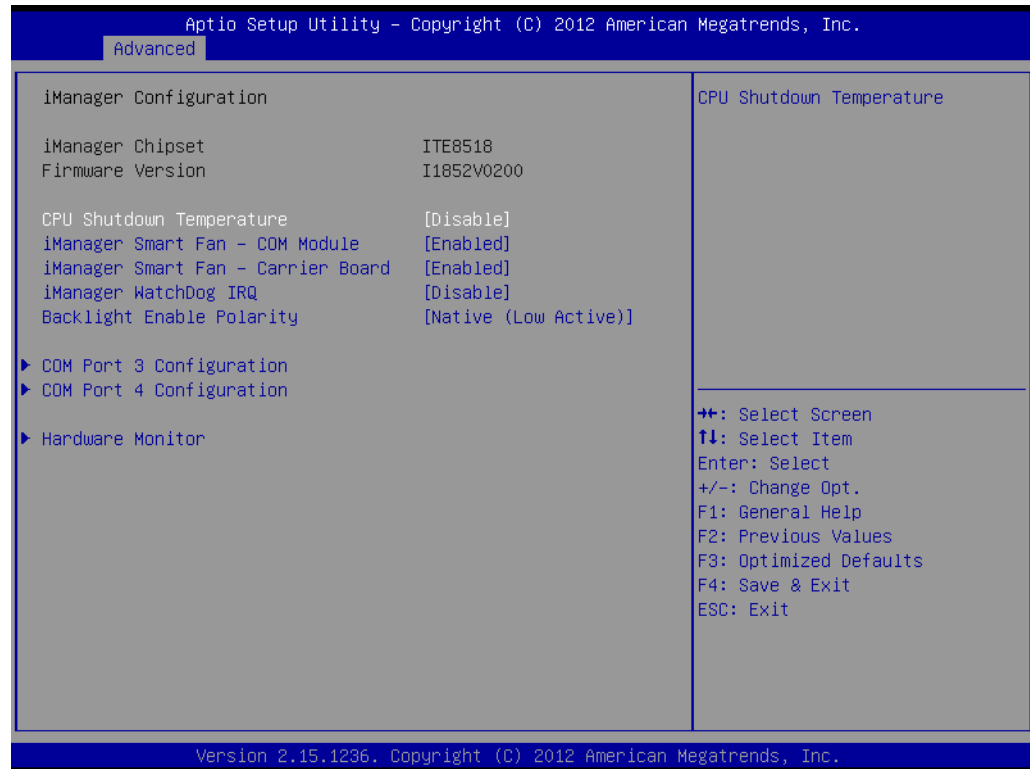 Aptio Setup Utility – Copyright (C) 2012 American Megatrends, Inc.
Advanced
iManager Configuration
iManager Chipset ITE8518
Firmware Version I1852V0200
CPU Shutdown Temperature [Disable]
iManager Smart Fan – COM Module [Enabled]
iManager Smart Fan – Carrier Board [Enabled]
iManager WatchDog IRQ [Disable]
Backlight Enable Polarity [Native (Low Active)]
▶ COM Port 3 Configuration
▶ COM Port 4 Configuration
▶ Hardware Monitor
CPU Shutdown Temperature
→←: Select Screen
↑↓: Select Item
Enter: Select
+/-: Change Opt.
F1: General Help
F2: Previous Values
F3: Optimized Defaults
F4: Save & Exit
ESC: Exit
Version 2.15.1236. Copyright (C) 2012 American Megatrends, Inc.